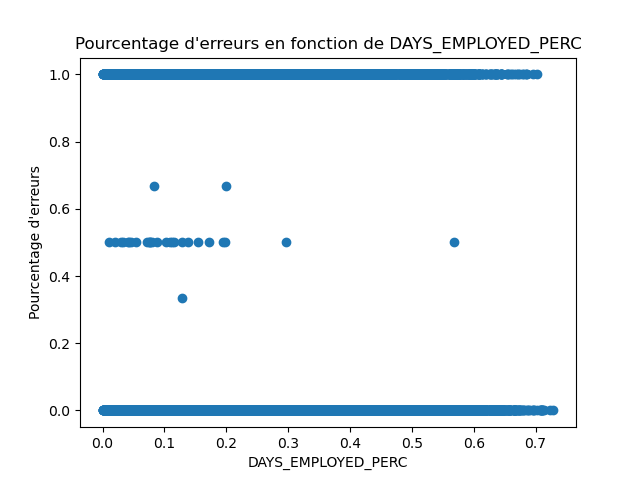 Pourcentage d'erreurs en fonction de DAYS_EMPLOYED_PERC
1.0
0.8
0.6
0.4
0.2
0.0
Pourcentage d'erreurs
0.0 0.1 0.2 0.3 0.4 0.5 0.6 0.7
DAYS_EMPLOYED_PERC